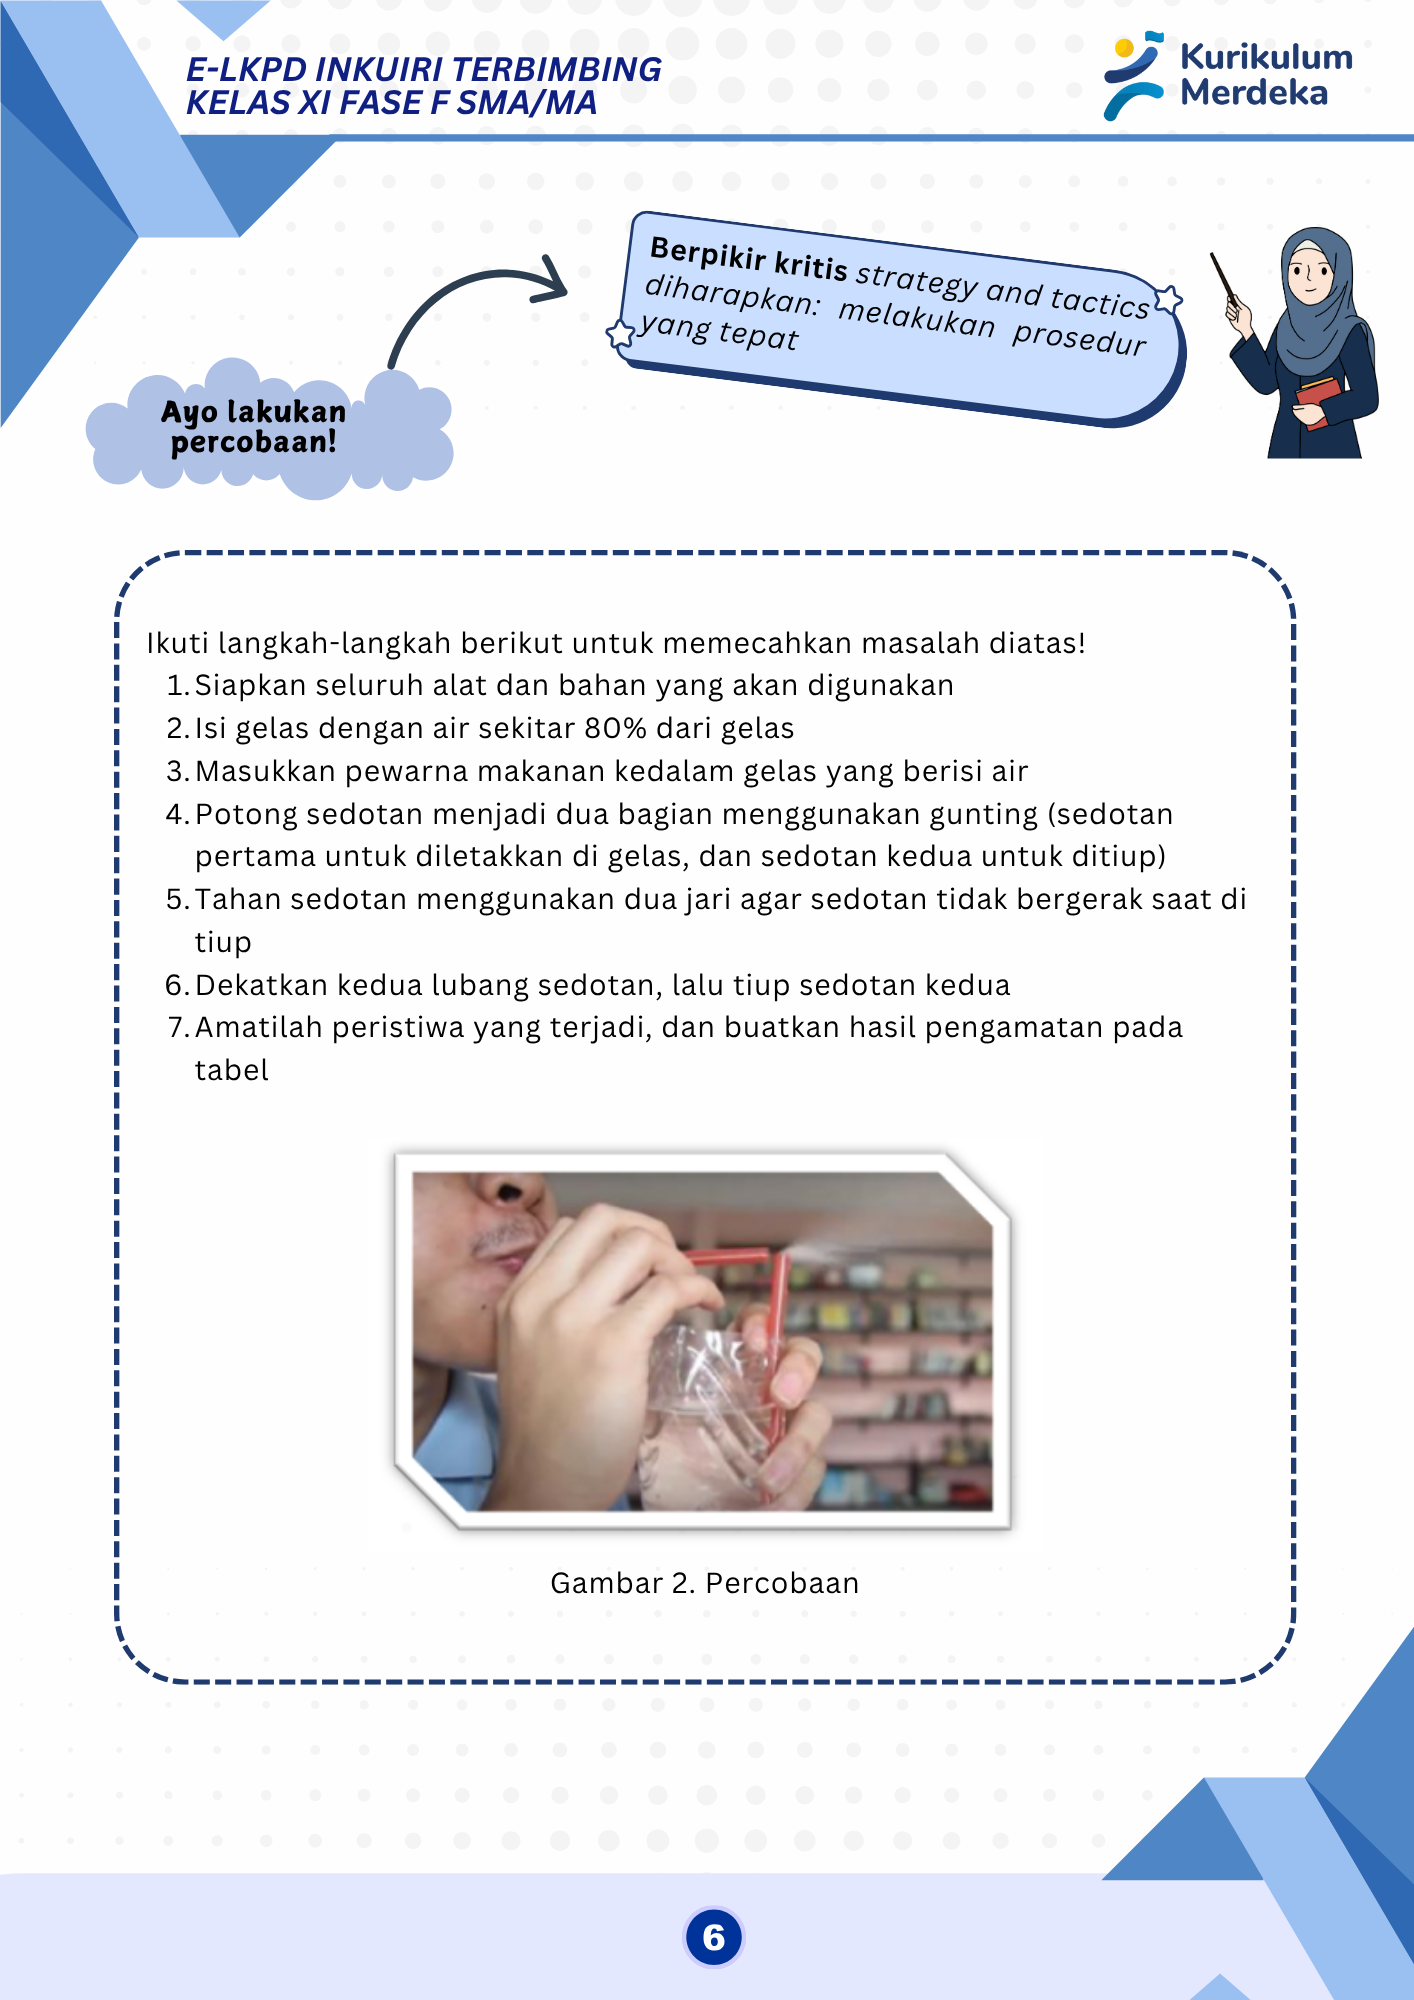 E-LKPD INKUIRI TERBIMBING
KELAS XI FASE F SMA/MA
Kurikulum
Merdeka
Berpikir kritis strategy and tactics
diharapkan: melakukan prosedur
yang tepat
Ayo lakukan
percobaan!
Ikuti langkah-langkah berikut untuk memecahkan masalah diatas!
1. Siapkan seluruh alat dan bahan yang akan digunakan
2. Isi gelas dengan air sekitar 80% dari gelas
3. Masukkan pewarna makanan kedalam gelas yang berisi air
4. Potong sedotan menjadi dua bagian menggunakan gunting (sedotan
pertama untuk diletakkan di gelas, dan sedotan kedua untuk ditiup)
5. Tahan sedotan menggunakan dua jari agar sedotan tidak bergerak saat di
tiup
6. Dekatkan kedua lubang sedotan, lalu tiup sedotan kedua
7. Amatilah peristiwa yang terjadi, dan buatkan hasil pengamatan pada
tabel
Gambar 2. Percobaan
6